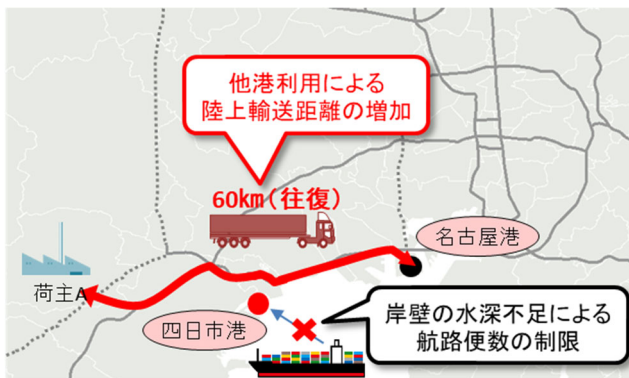 他港利用による
陸上輸送距離の増加
60km(往復)
名古屋港
荷主A
四日市港
岸壁の水深不足による
航路便数の制限